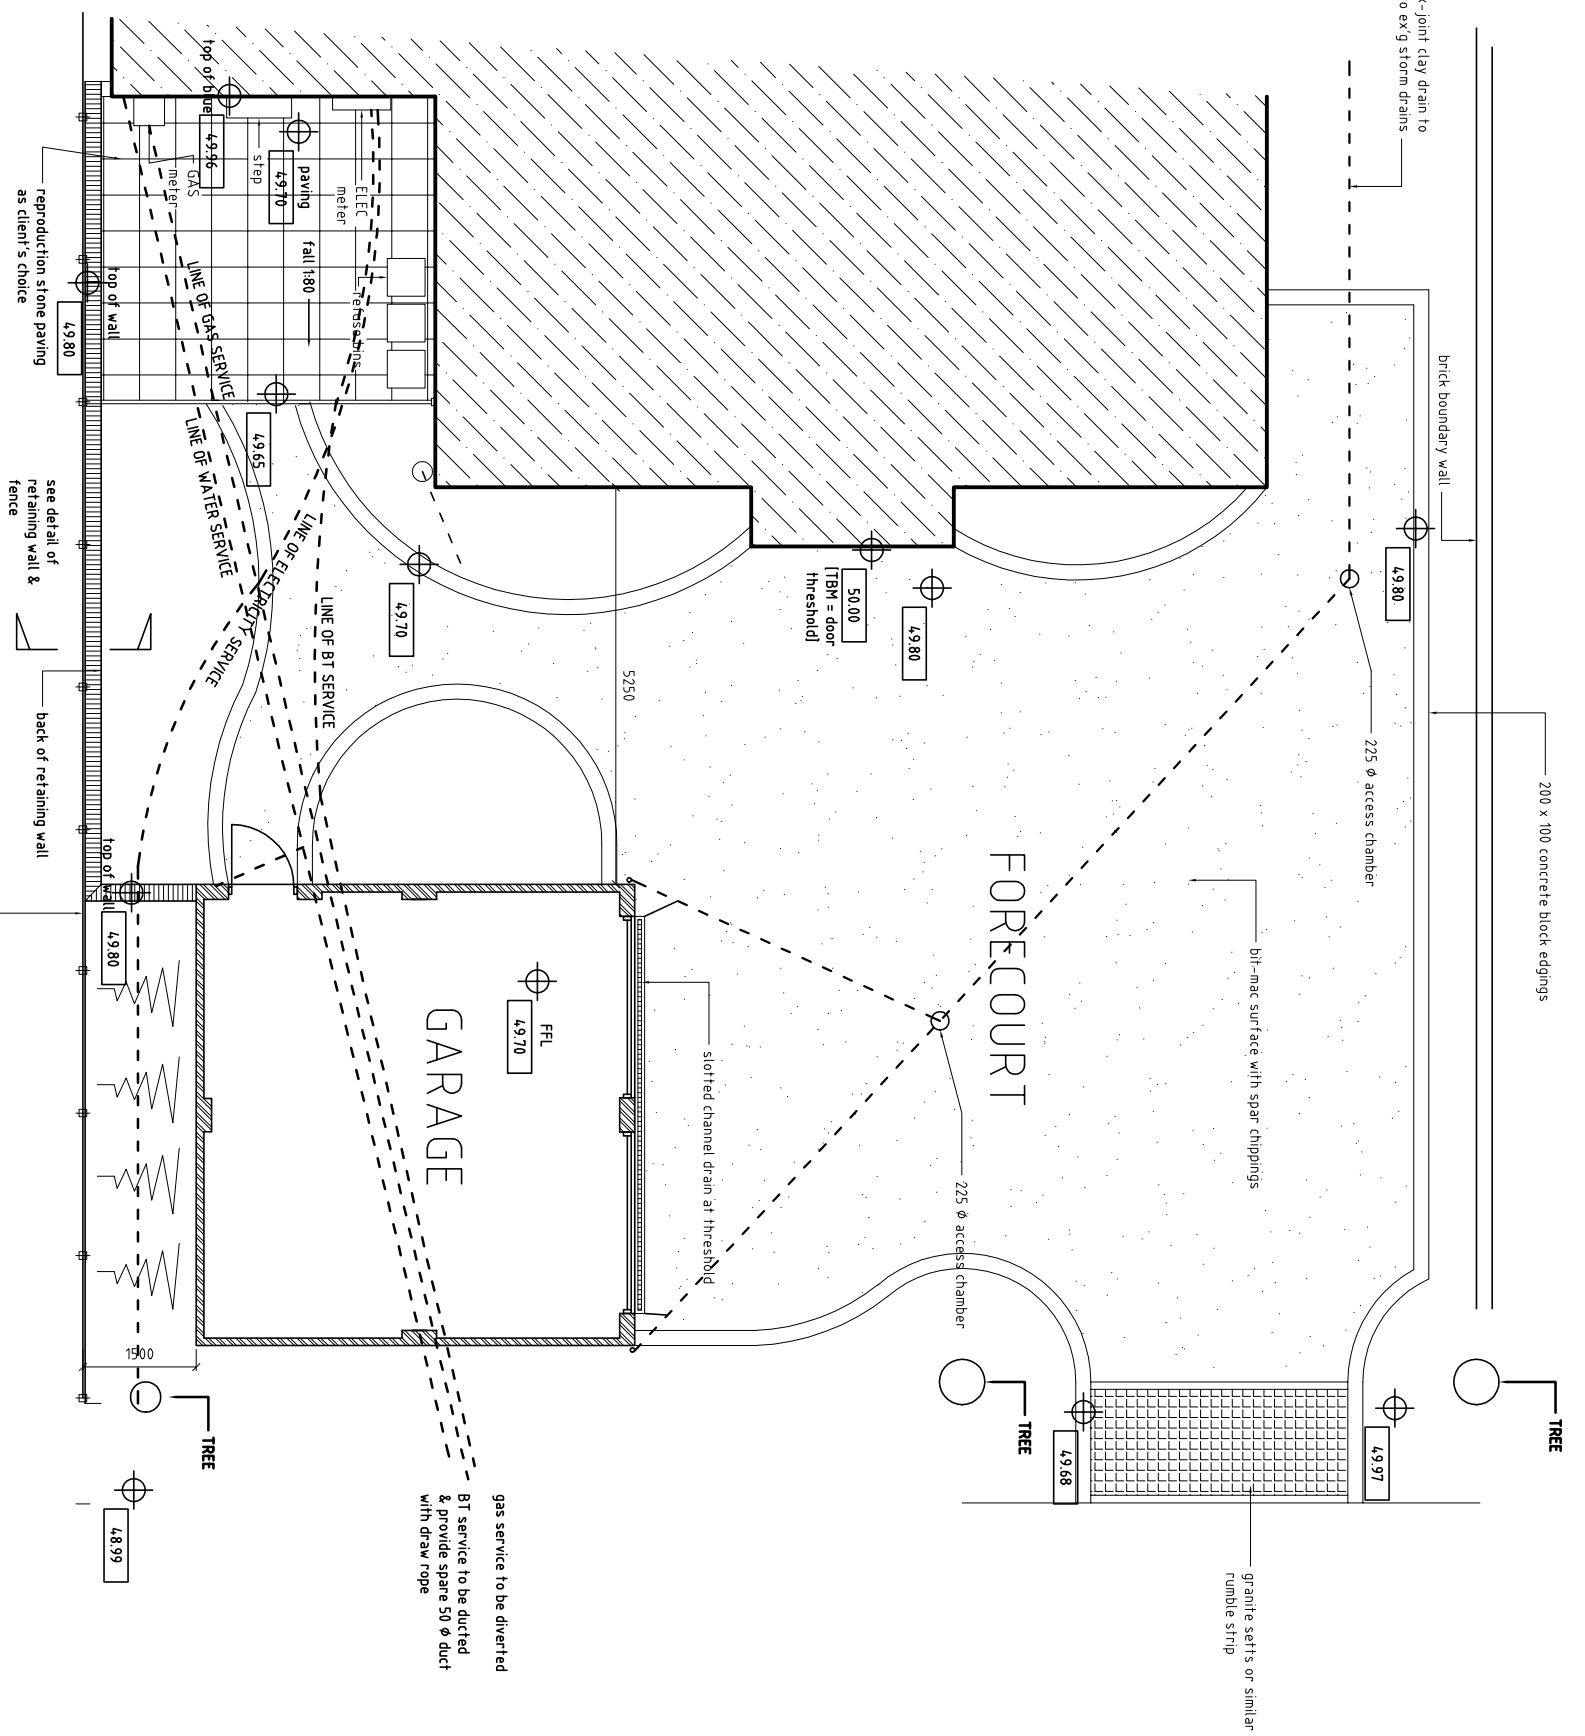 x-joint clay drain to
o ex'g storm drains
brick boundary wall
49.80
225 Ø access chamber
200 x 100 concrete block edgings
top of blue
49.96
step
GAS
meter
paving
49.70
ELEC
meter
fall 1:80
refuse bins
reproduction stone paving
as client's choice
top of wall
49.80
LINE OF GAS SERVICE
LINE OF WATER SERVICE
49.65
LINE OF ELECTRICITY SERVICE
LINE OF BT SERVICE
49.70
50.00
[TBM = door
threshold]
49.80
5250
see detail of
retaining wall &
fence
back of retaining wall
top of wall
49.80
FORECOURT
bit-mac surface with spar chippings
225 Ø access chamber
slotted channel drain at threshold
FFL
49.70
GARAGE
1500
TREE
TREE
TREE
49.97
49.68
48.99
gas service to be diverted
BT service to be ducted
& provide spare 50 Ø duct
with draw rope
granite setts or similar
rumble strip